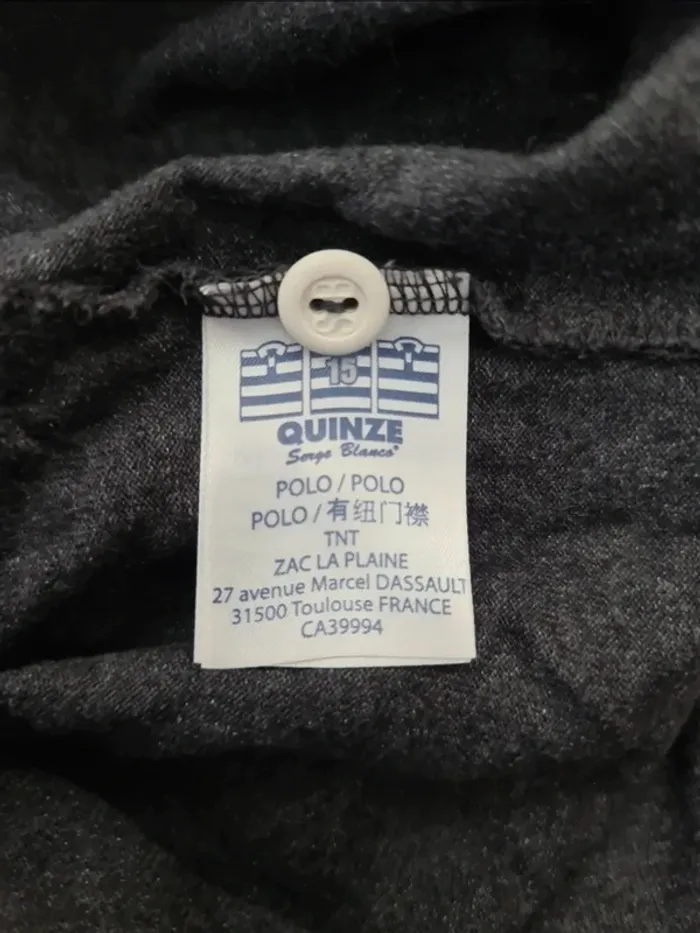 15
QUINZE
Serge Blanco®
POLO / POLO
POLO / 有纽门襟
TNT
ZAC LA PLAINE
27 avenue Marcel DASSAULT
31500 Toulouse FRANCE
CA39994